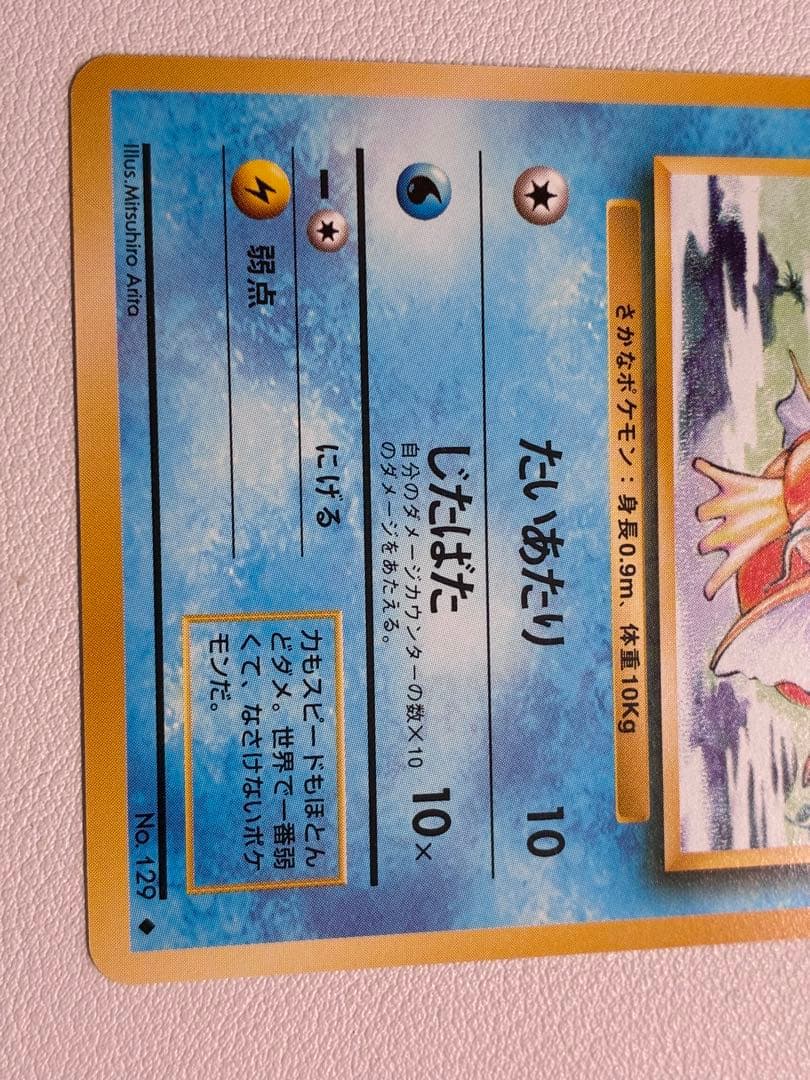 さかなポケモン：身長0.9m、体重10Kg
たいあたり 10
じたばた 10×
自分のダメージカウンターの数×10
のダメージをあたえる。
弱点
にげる
力もスピードもほとん
どダメ。世界で一番弱
くて、なさけないポケ
モンだ。
Illus.Mitsuhiro Arita
No. 129